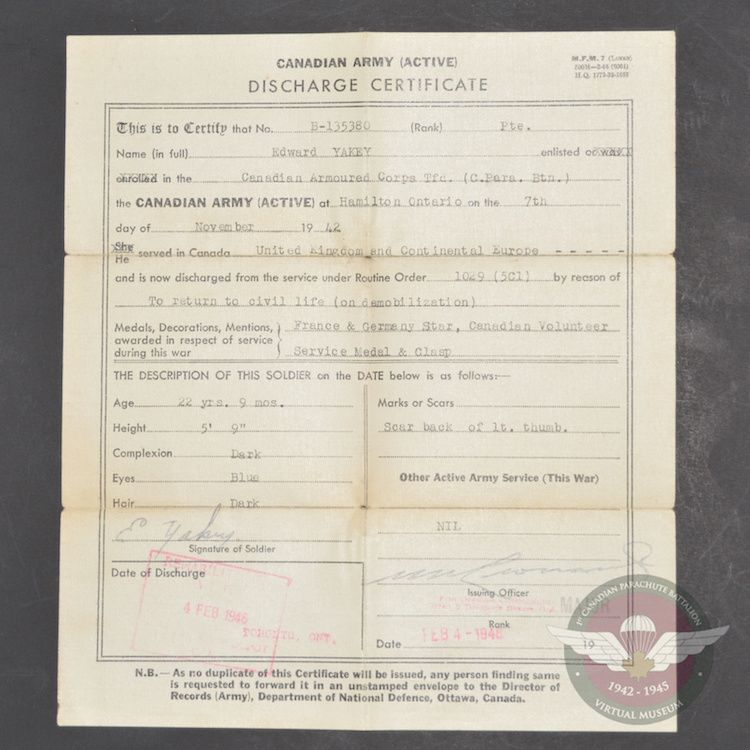 CANADIAN ARMY (ACTIVE)
DISCHARGE CERTIFICATE
M.F.M. 7
This is to Certify that No. B-135380 (Rank) Pte.
Name (in full) Edward YAKEY enlisted or was
enrolled in the Canadian Armoured Corps Tfd. (C.Para. Btn.)
the CANADIAN ARMY (ACTIVE) at Hamilton Ontario on the 7th
day of November 19 42
She
He served in Canada United Kingdom and Continental Europe - - - - -
and is now discharged from the service under Routine Order 1029 (5C1) by reason of
To return to civil life (on demobilization)
Medals, Decorations, Mentions, France & Germany Star, Canadian Volunteer
awarded in respect of service
during this war Service Medal & Clasp
THE DESCRIPTION OF THIS SOLDIER on the DATE below is as follows:—
Age 22 yrs. 9 mos.
Height 5' 9"
Complexion Dark
Eyes Blue
Hair Dark
E Yakey
Signature of Soldier
Date of Discharge
4 FEB 1946
TORONTO, ONT.
Marks or Scars
Scar back of lt. thumb.
Other Active Army Service (This War)
NIL
Issuing Officer
MAJOR
Rank
Date FEB 4 - 1946 19
N.B.—As no duplicate of this Certificate will be issued, any person finding same
is requested to forward it in an unstamped envelope to the Director of
Records (Army), Department of National Defence, Ottawa, Canada.
1st CANADIAN PARACHUTE BATTALION
1942 - 1945
VIRTUAL MUSEUM